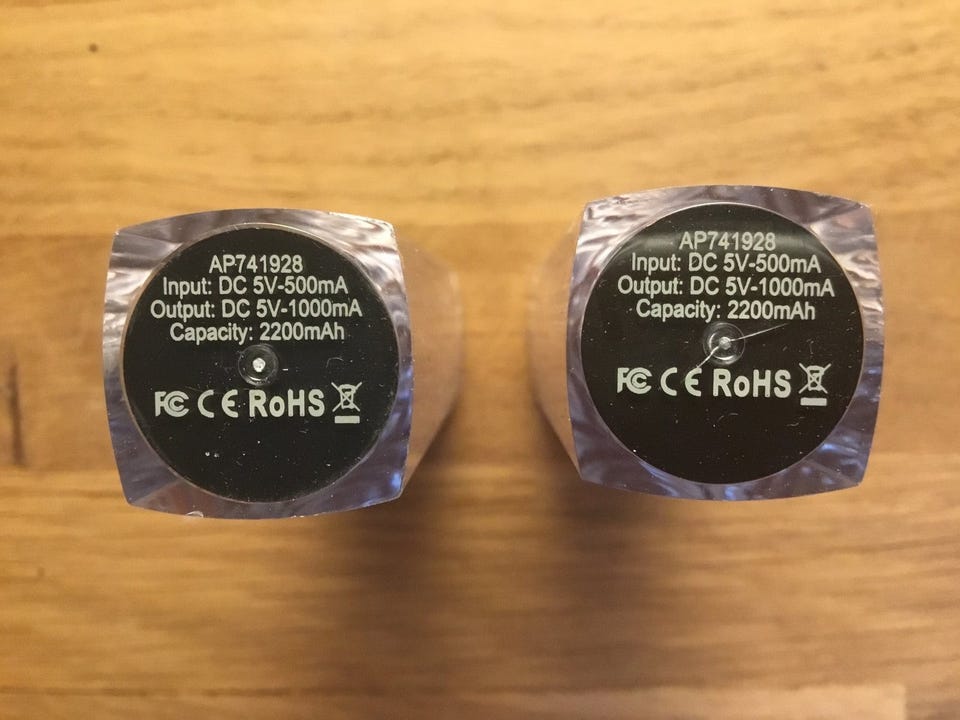 AP741928
Input: DC 5V-500mA
Output: DC 5V-1000mA
Capacity: 2200mAh
FC CE RoHS
AP741928
Input: DC 5V-500mA
Output: DC 5V-1000mA
Capacity: 2200mAh
FC CE RoHS